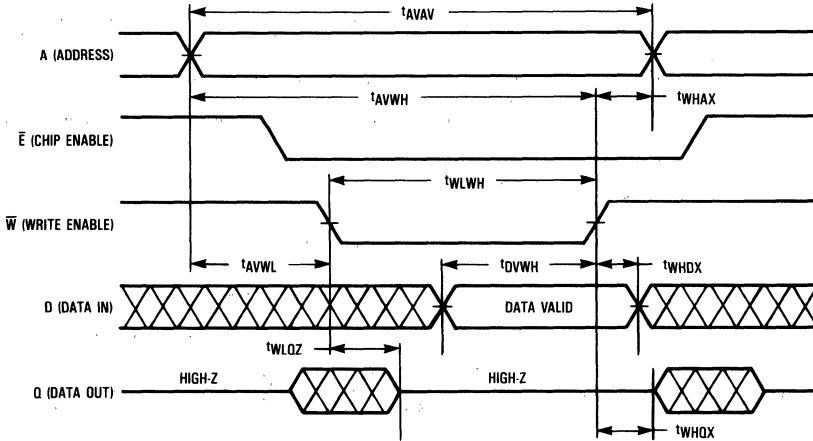 tAVAV
A (ADDRESS)
tAVWH
tWHAX
E (CHIP ENABLE)
tWLWH
W (WRITE ENABLE)
tAVWL
tDVWH
tWHDX
D (DATA IN)
DATA VALID
tWLQZ
HIGH-Z
HIGH-Z
Q (DATA OUT)
tWHQX